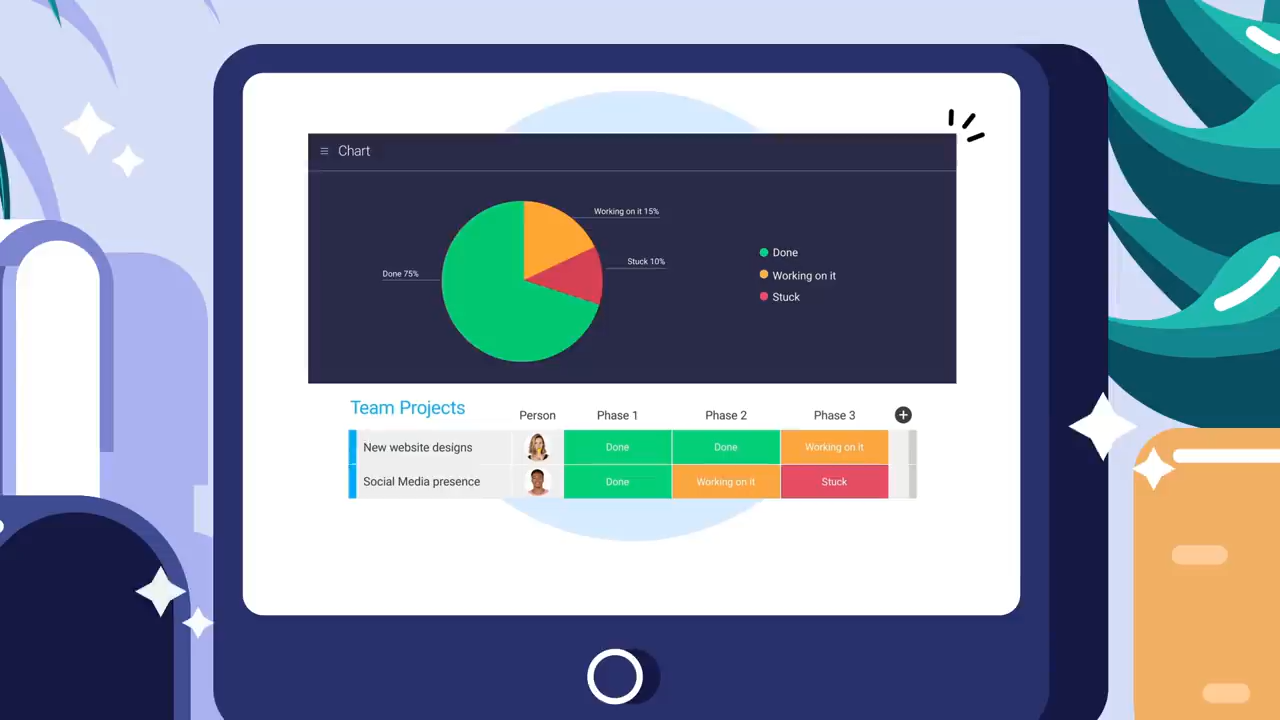 Chart
Working on it 15%
Stuck 10%
Done 75%
Done
Working on it
Stuck
Team Projects
Person Phase 1 Phase 2 Phase 3
New website designs Done Done Working on it
Social Media presence Done Working on it Stuck